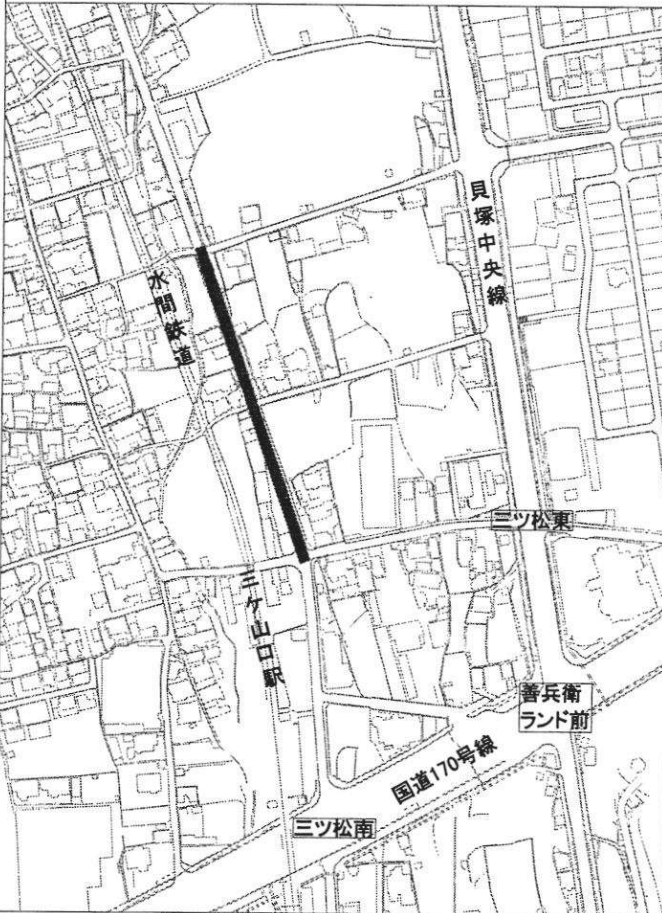 貝塚中央線
水間鉄道
三ツ松東
三ケ山口駅
善兵衛
ランド前
国道170号線
三ツ松南